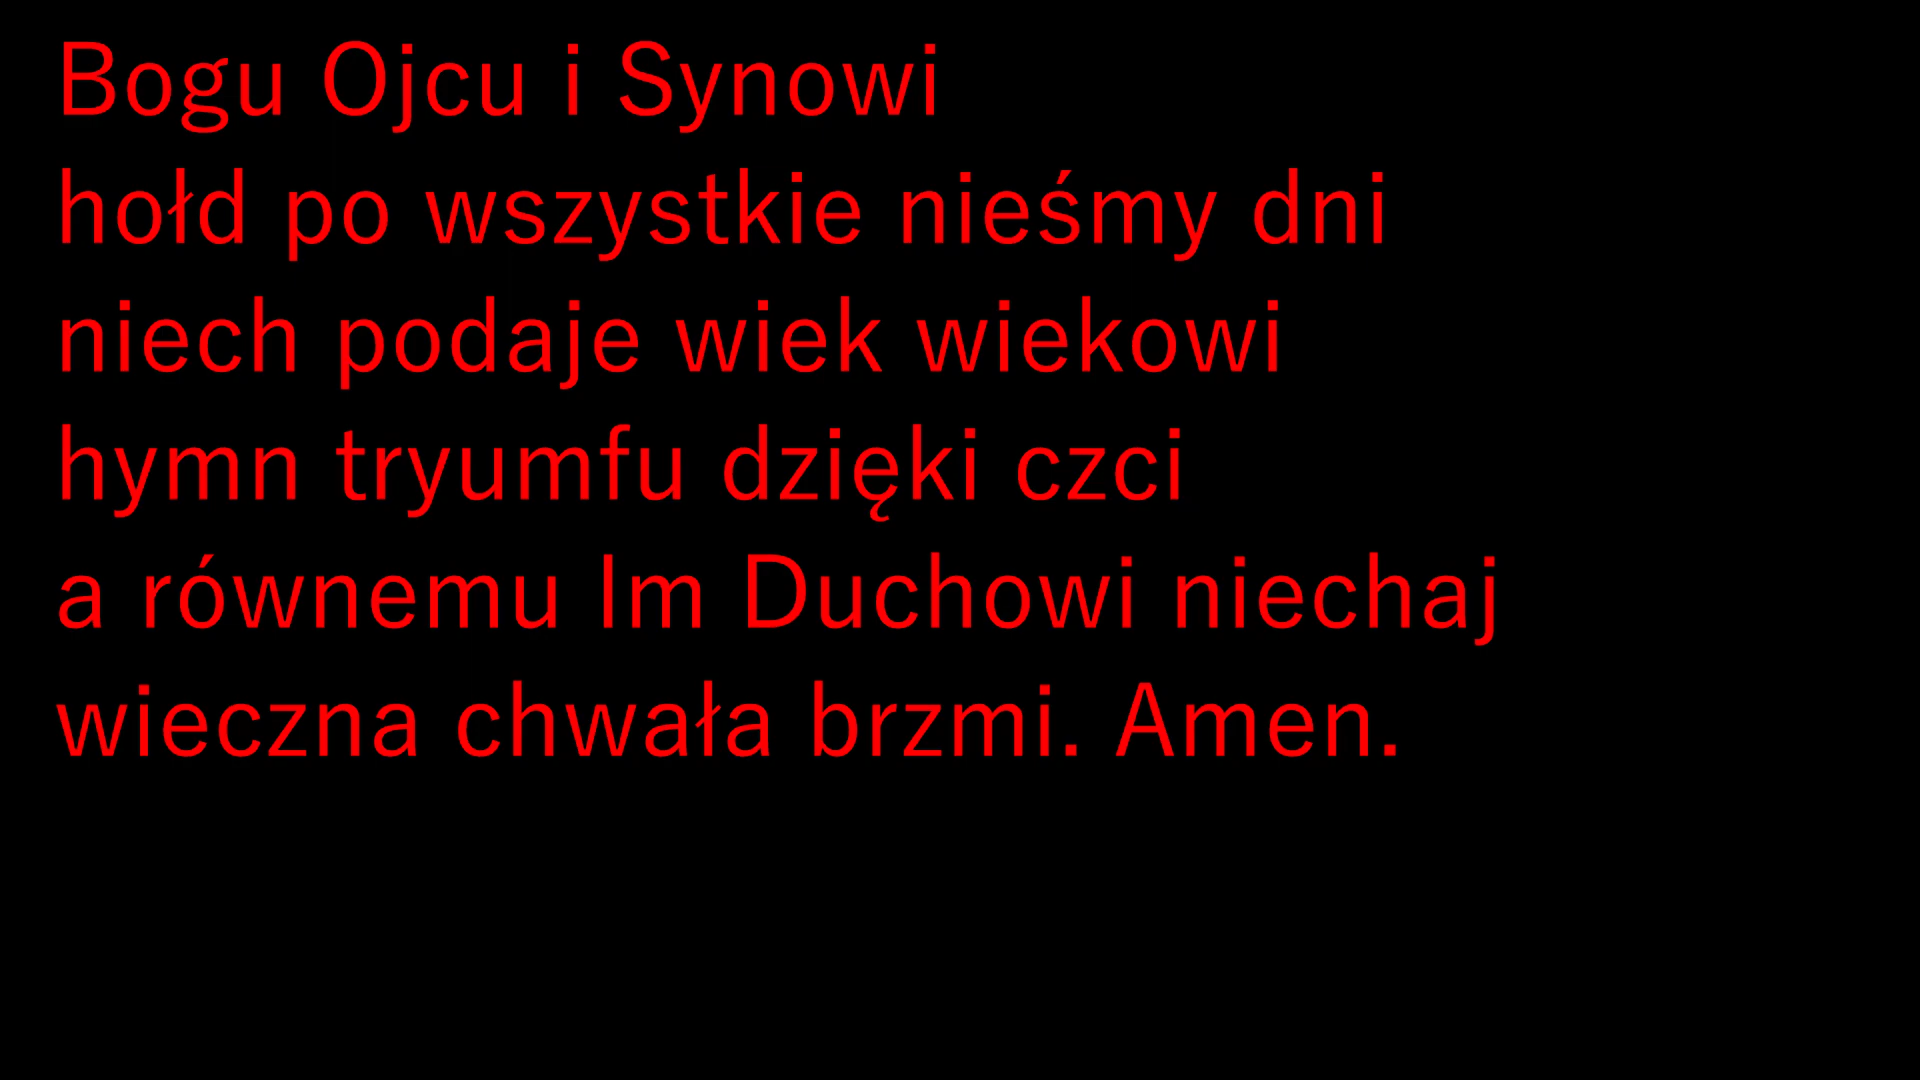 Bogu Ojcu i Synowi
hołd po wszystkie nieśmy dni
niech podaje wiek wiekowi
hymn tryumfu dzięki czci
a równemu Im Duchowi niechaj
wieczna chwała brzmi. Amen.